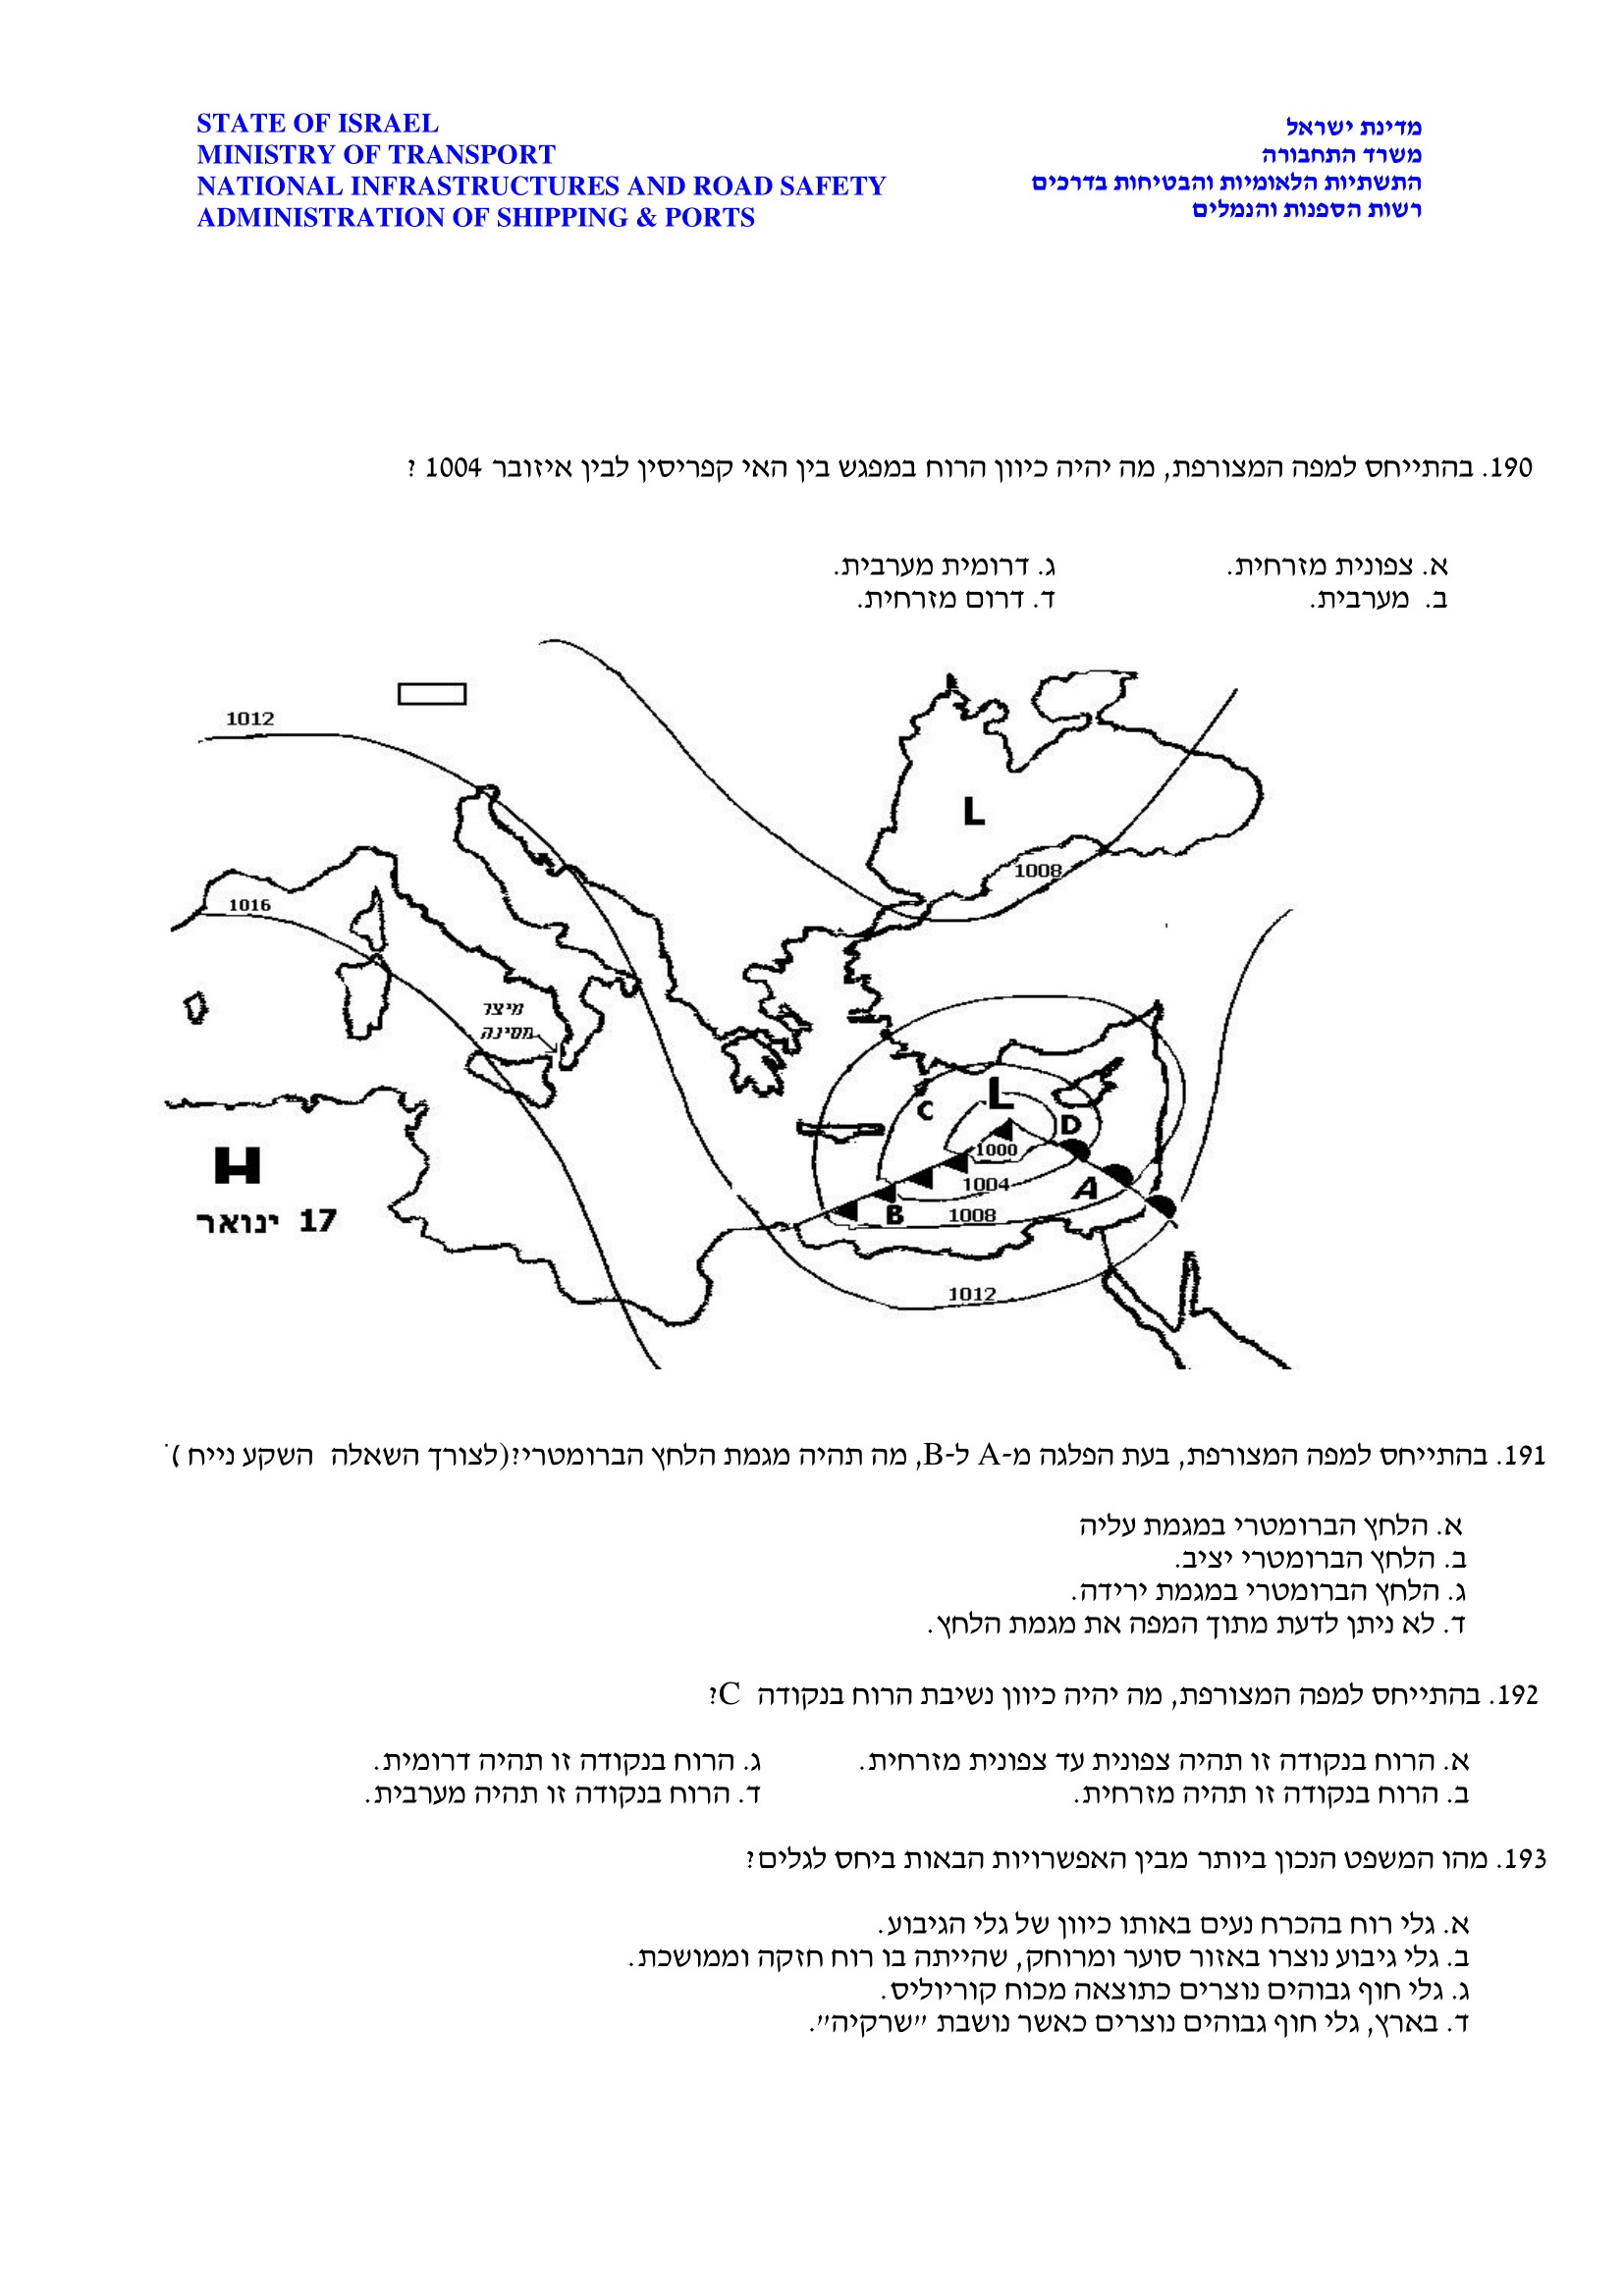 STATE OF ISRAEL
MINISTRY OF TRANSPORT
NATIONAL INFRASTRUCTURES AND ROAD SAFETY
ADMINISTRATION OF SHIPPING & PORTS
מדינת ישראל
משרד התחבורה
התשתיות הלאומיות והבטיחות בדרכים
רשות הספנות והנמלים
190. בהתייחס למפה המצורפת, מה יהיה כיוון הרוח במפגש בין האי קפריסין לבין איזובר 1004 ?
א. צפונית מזרחית.
ב. מערבית.
ג. דרומית מערבית.
ד. דרום מזרחית.
1012
L
1008
1016
מיצר
מסינה
L
C
D
1000
H
1004
A
17 ינואר
B
1008
1012
191. בהתייחס למפה המצורפת, בעת הפלגה מ-A ל-B, מה תהיה מגמת הלחץ הברומטרי?(לצורך השאלה השקע נייח )
א. הלחץ הברומטרי במגמת עליה
ב. הלחץ הברומטרי יציב.
ג. הלחץ הברומטרי במגמת ירידה.
ד. לא ניתן לדעת מתוך המפה את מגמת הלחץ.
192. בהתייחס למפה המצורפת, מה יהיה כיוון נשיבת הרוח בנקודה C?
א. הרוח בנקודה זו תהיה צפונית עד צפונית מזרחית.
ב. הרוח בנקודה זו תהיה מזרחית.
ג. הרוח בנקודה זו תהיה דרומית.
ד. הרוח בנקודה זו תהיה מערבית.
193. מהו המשפט הנכון ביותר מבין האפשרויות הבאות ביחס לגלים?
א. גלי רוח בהכרח נעים באותו כיוון של גלי הגיבוע.
ב. גלי גיבוע נוצרו באזור סוער ומרוחק, שהייתה בו רוח חזקה וממושכת.
ג. גלי חוף גבוהים נוצרים כתוצאה מכוח קוריוליס.
ד. בארץ, גלי חוף גבוהים נוצרים כאשר נושבת "שרקיה".